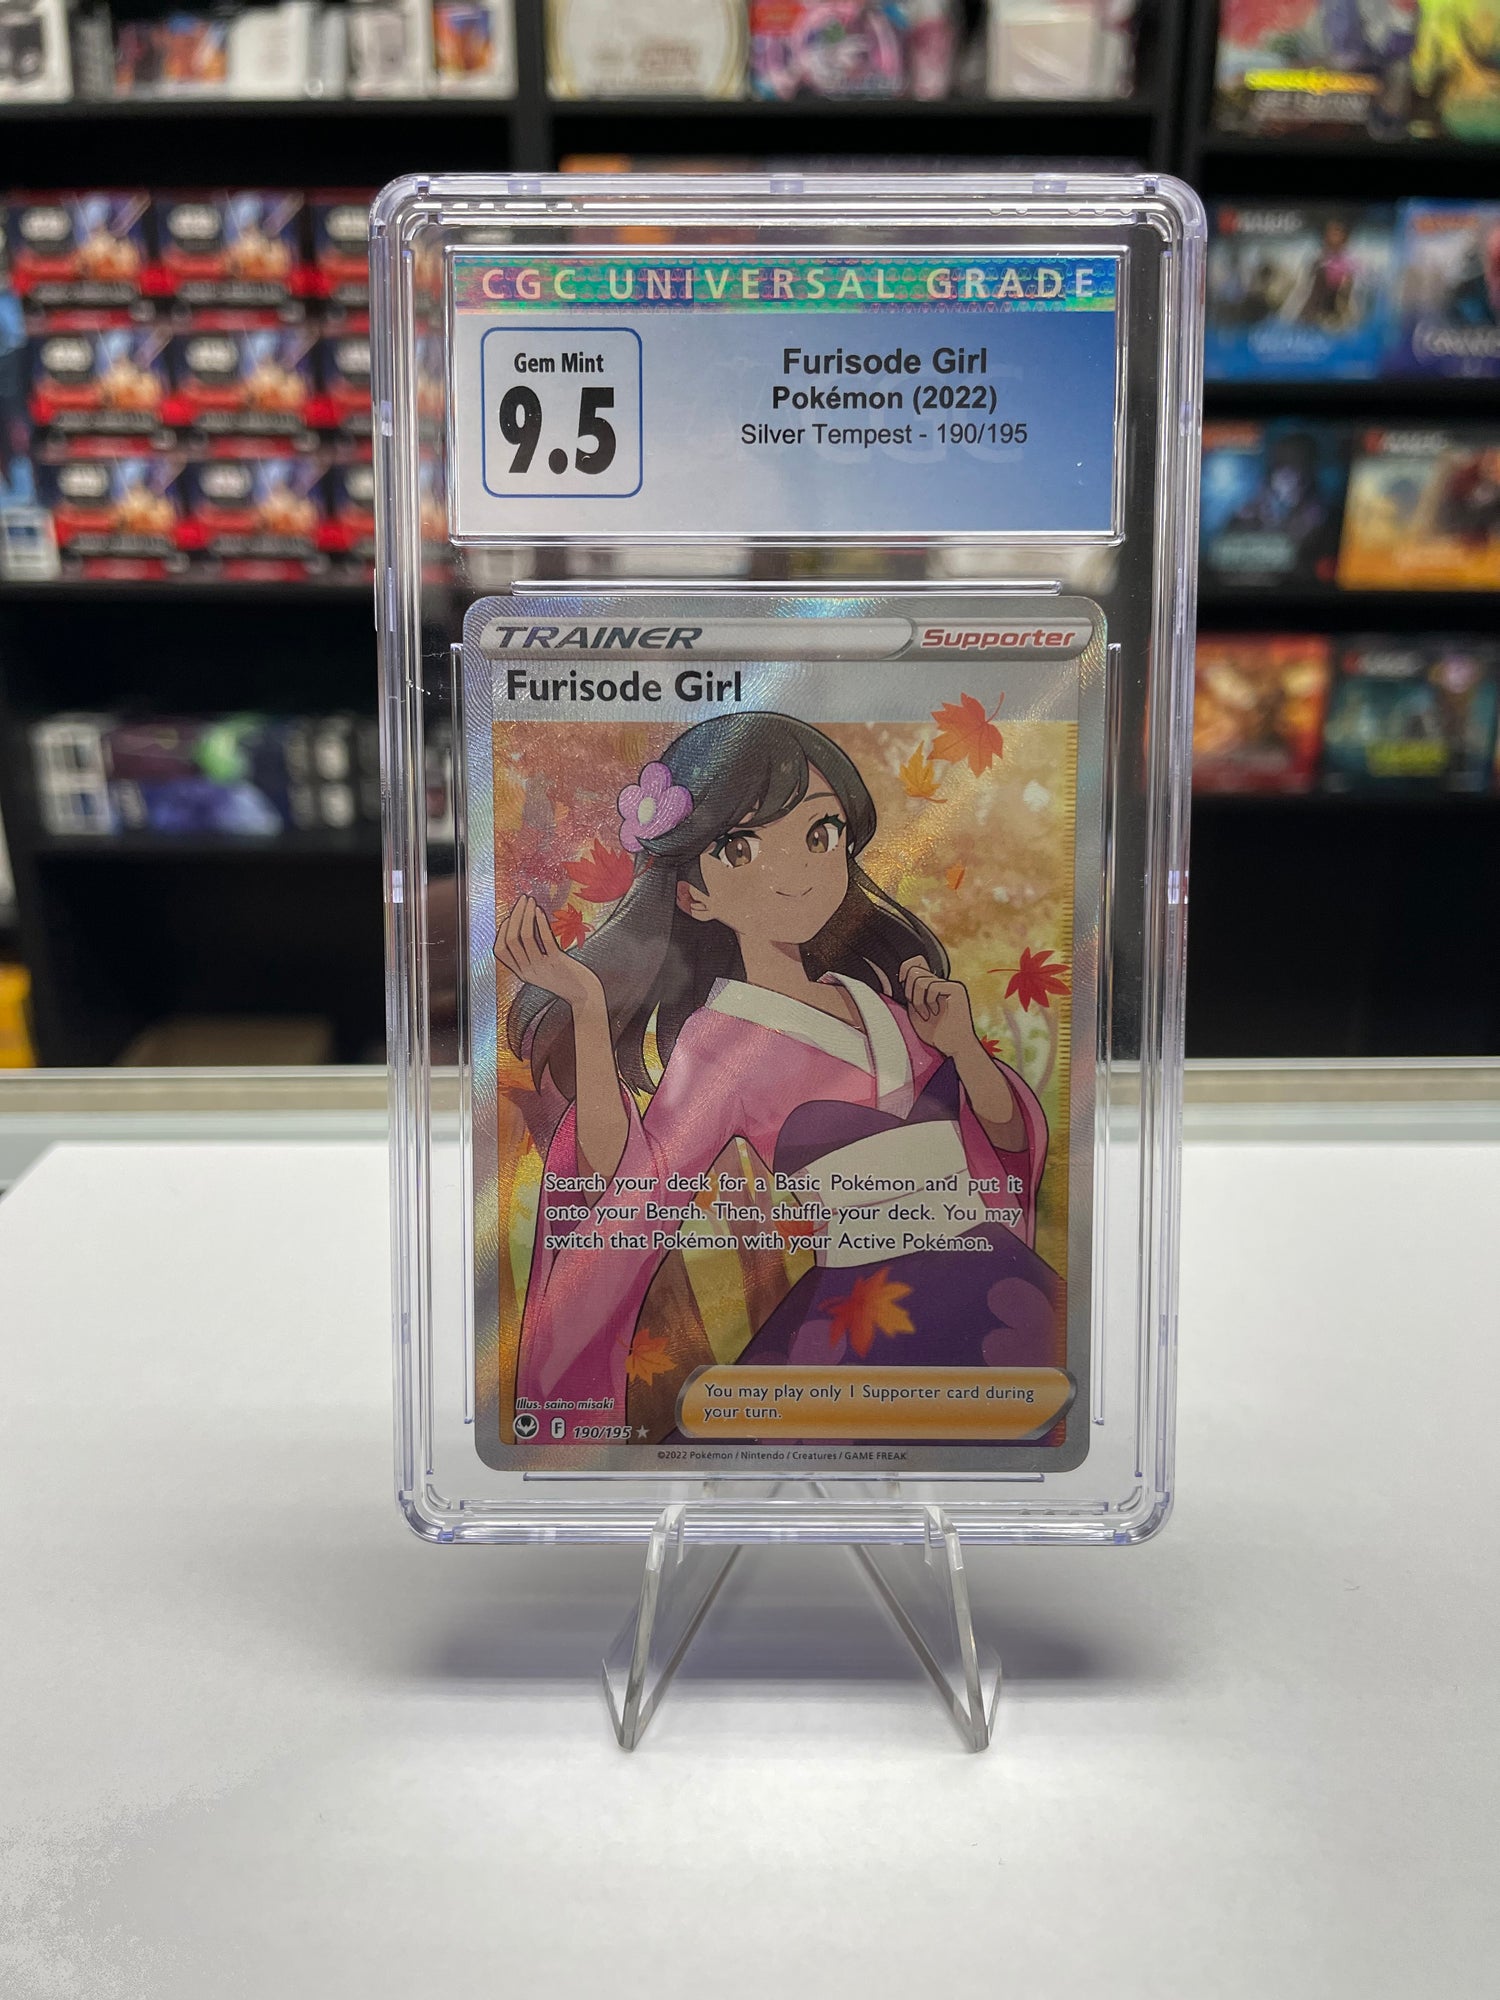 CGC UNIVERSAL GRADE
Gem Mint
9.5
Furisode Girl
Pokémon (2022)
Silver Tempest - 190/195
TRAINER
Supporter
Furisode Girl
Search your deck for a Basic Pokémon and put it
onto your Bench. Then, shuffle your deck. You may
switch that Pokémon with your Active Pokémon.
You may play only 1 Supporter card during
your turn.
Illus. saino misaki
F 190/195
©2022 Pokémon / Nintendo / Creatures / GAME FREAK
MAGIC
MAGIC